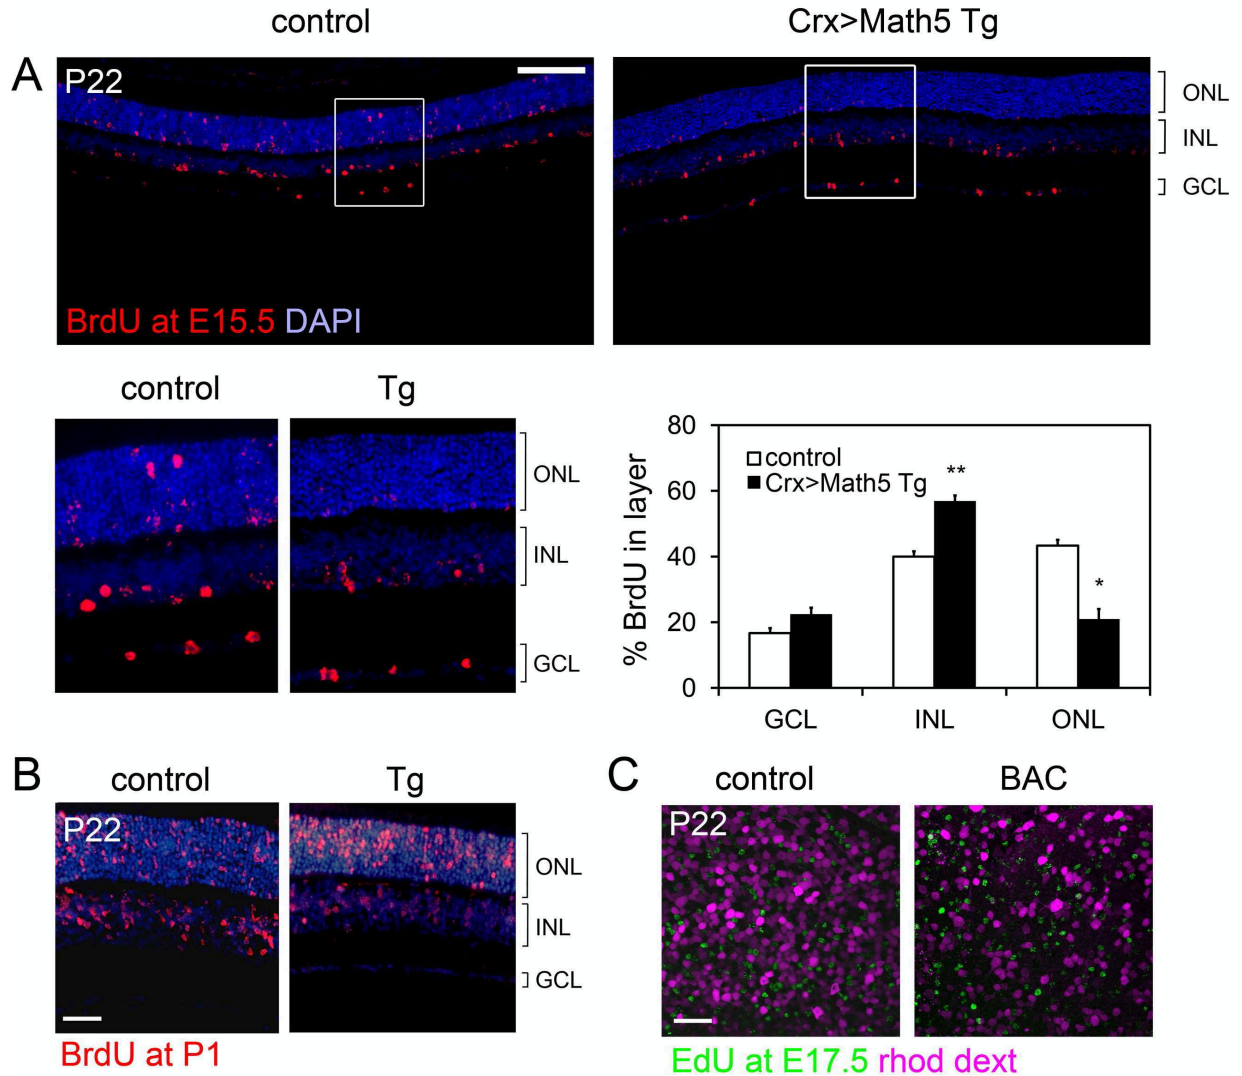 control
Crx>Math5 Tg
A
P22
ONL
INL
GCL
BrdU at E15.5 DAPI
control
Tg
ONL
INL
GCL
% BrdU in layer
80
60
40
20
0
control
Crx>Math5 Tg
**
*
GCL
INL
ONL
B
control
Tg
P22
ONL
INL
GCL
BrdU at P1
C
control
BAC
P22
EdU at E17.5 rhod dext